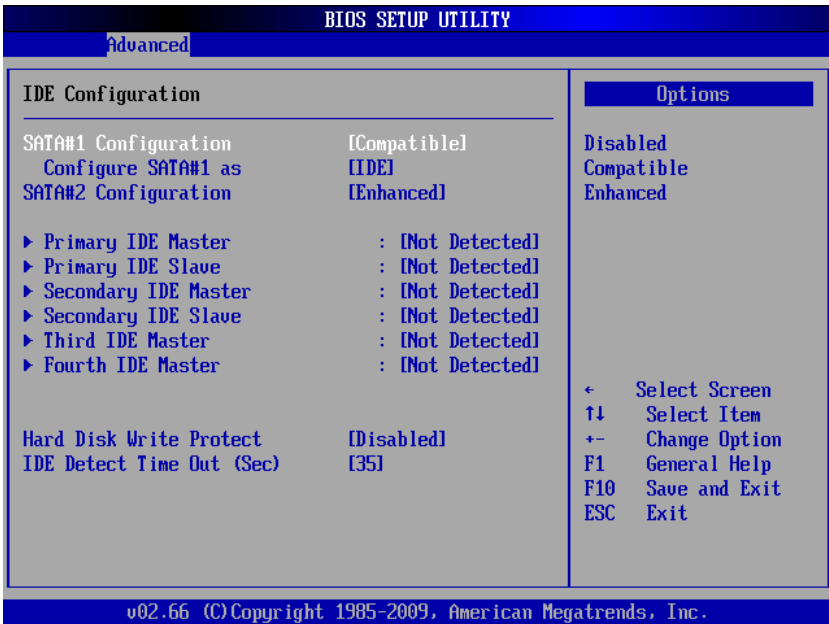 BIOS SETUP UTILITY
Advanced
IDE Configuration
SATA#1 Configuration [Compatible]
Configure SATA#1 as [IDE]
SATA#2 Configuration [Enhanced]
▶ Primary IDE Master : [Not Detected]
▶ Primary IDE Slave : [Not Detected]
▶ Secondary IDE Master : [Not Detected]
▶ Secondary IDE Slave : [Not Detected]
▶ Third IDE Master : [Not Detected]
▶ Fourth IDE Master : [Not Detected]
Hard Disk Write Protect [Disabled]
IDE Detect Time Out (Sec) [35]
Options
Disabled
Compatible
Enhanced
← Select Screen
↑↓ Select Item
+- Change Option
F1 General Help
F10 Save and Exit
ESC Exit
v02.66 (C)Copyright 1985-2009, American Megatrends, Inc.